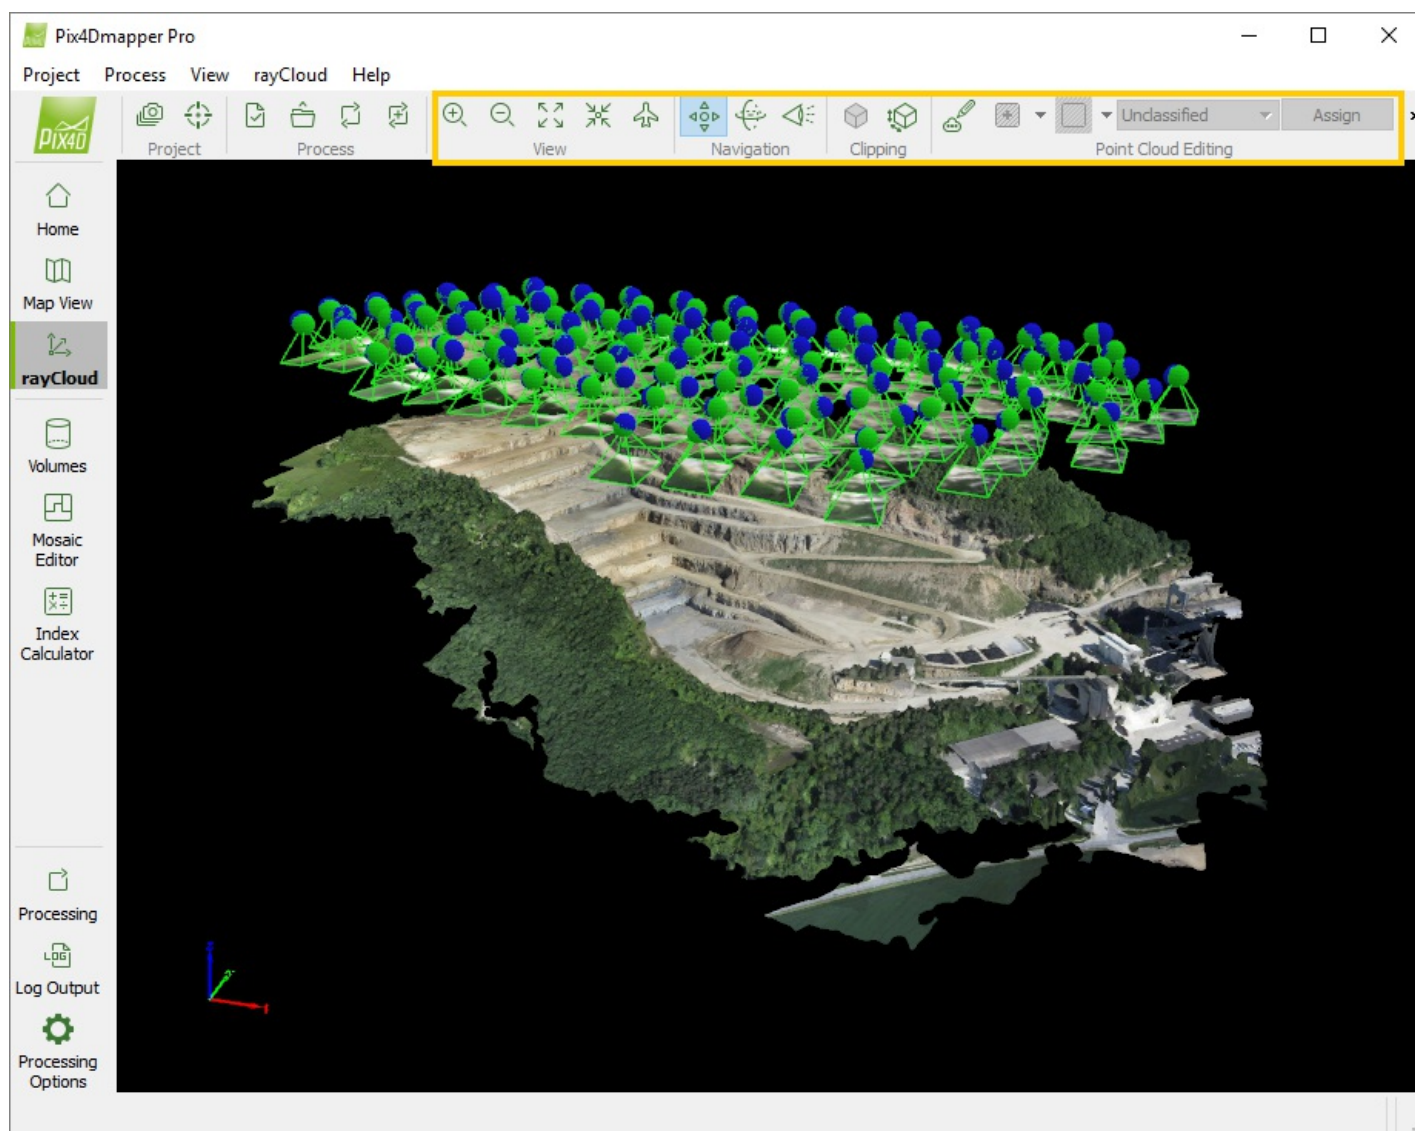 Pix4Dmapper Pro
Project Process View rayCloud Help
PIX4D
Unclassified Assign
Project Process View Navigation Clipping Point Cloud Editing
Home
Map View
rayCloud
Volumes
Mosaic
Editor
Index
Calculator
Processing
LOG
Log Output
Processing
Options